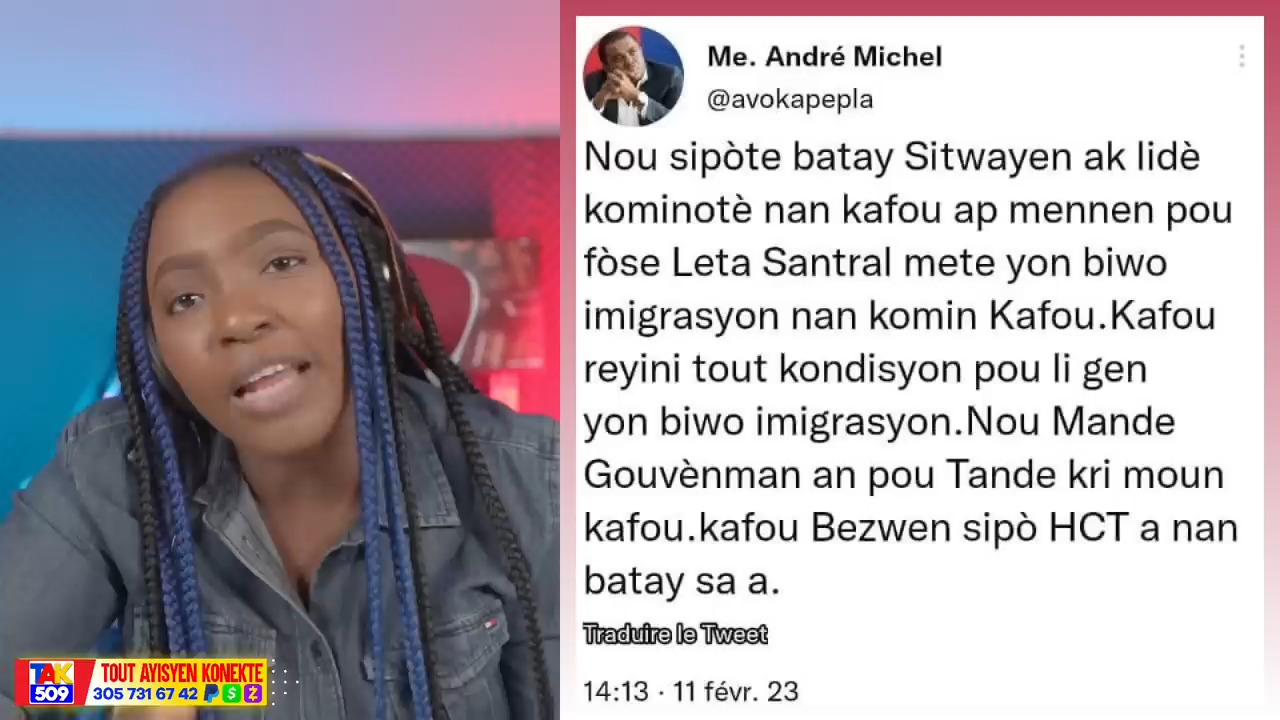 Me. André Michel
@avokapepla
Nou sipòte batay Sitwayen ak lidè
kominotè nan kafou ap mennen pou
fòse Leta Santral mete yon biwo
imigrasyon nan komin Kafou.Kafou
reyini tout kondisyon pou li gen
yon biwo imigrasyon.Nou Mande
Gouvènman an pou Tande kri moun
kafou.kafou Bezwen sipò HCT a nan
batay sa a.
Traduire le Tweet
14:13 · 11 févr. 23
TAK
509
TOUT AYISYEN KONEKTE
305 731 67 42